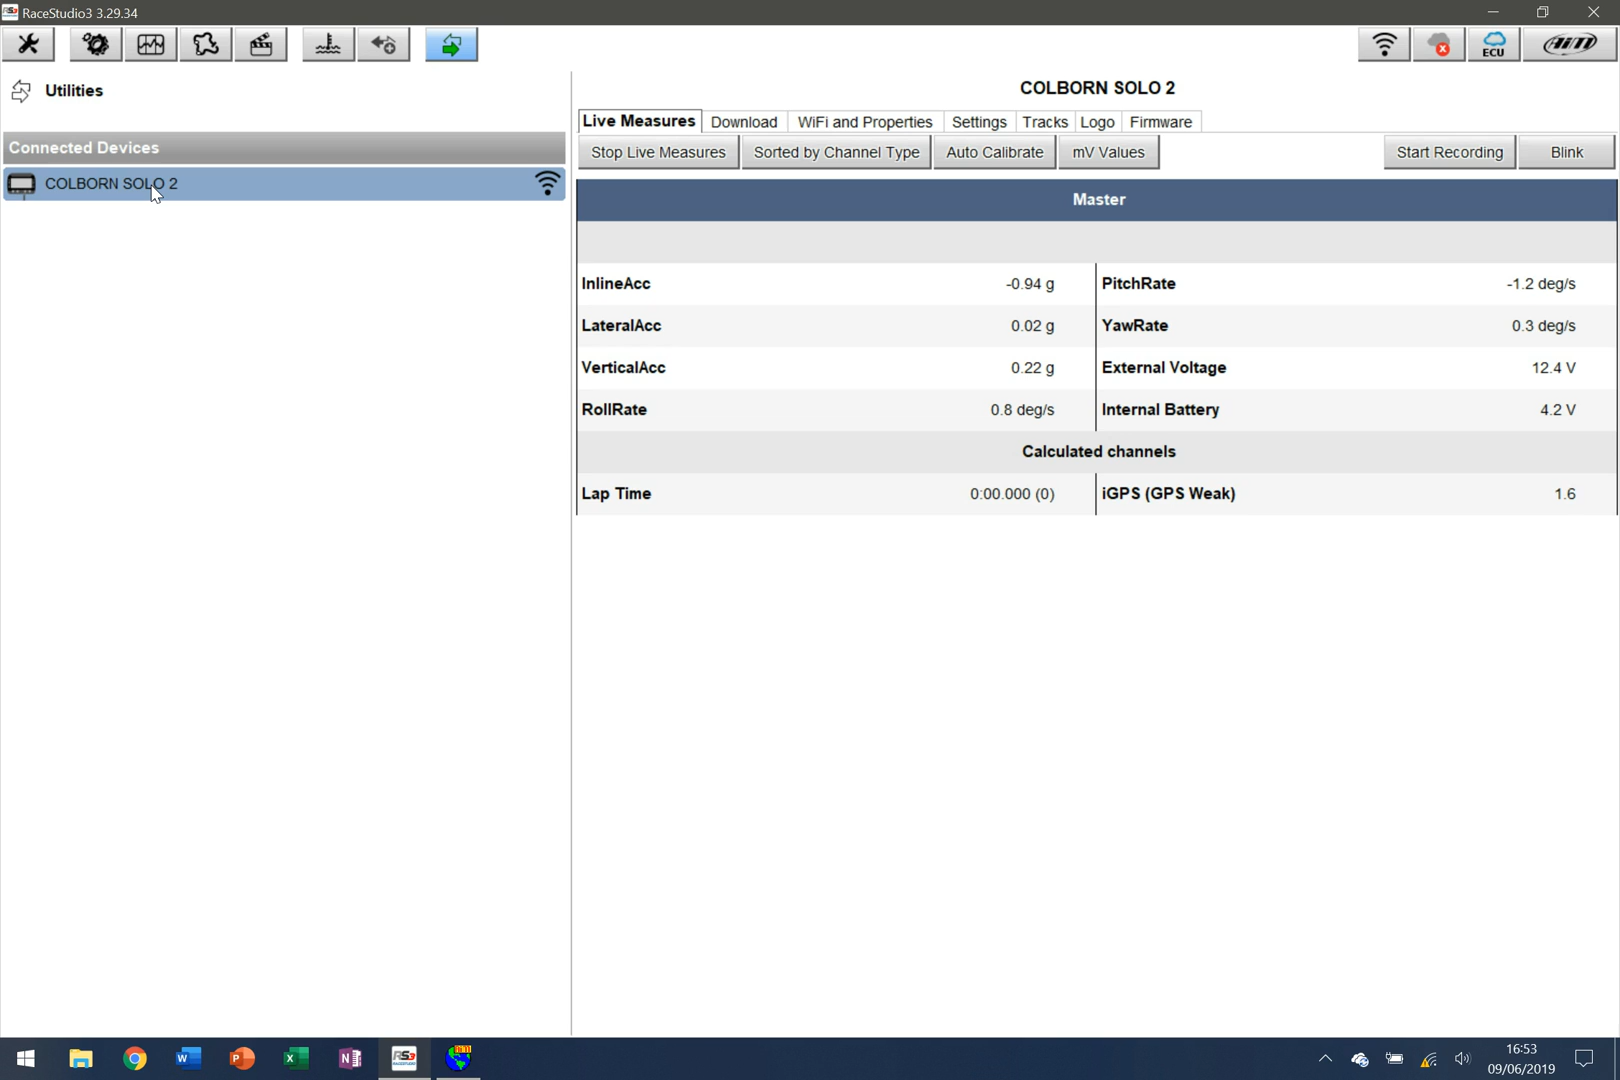 RaceStudio3 3.29.34
ECU
AiM
Utilities
COLBORN SOLO 2
Live Measures Download WiFi and Properties Settings Tracks Logo Firmware
Connected Devices
Stop Live Measures Sorted by Channel Type Auto Calibrate mV Values Start Recording Blink
COLBORN SOLO 2
Master
InlineAcc -0.94 g PitchRate -1.2 deg/s
LateralAcc 0.02 g YawRate 0.3 deg/s
VerticalAcc 0.22 g External Voltage 12.4 V
RollRate 0.8 deg/s Internal Battery 4.2 V
Calculated channels
Lap Time 0:00.000 (0) iGPS (GPS Weak) 1.6
16:53
09/06/2019